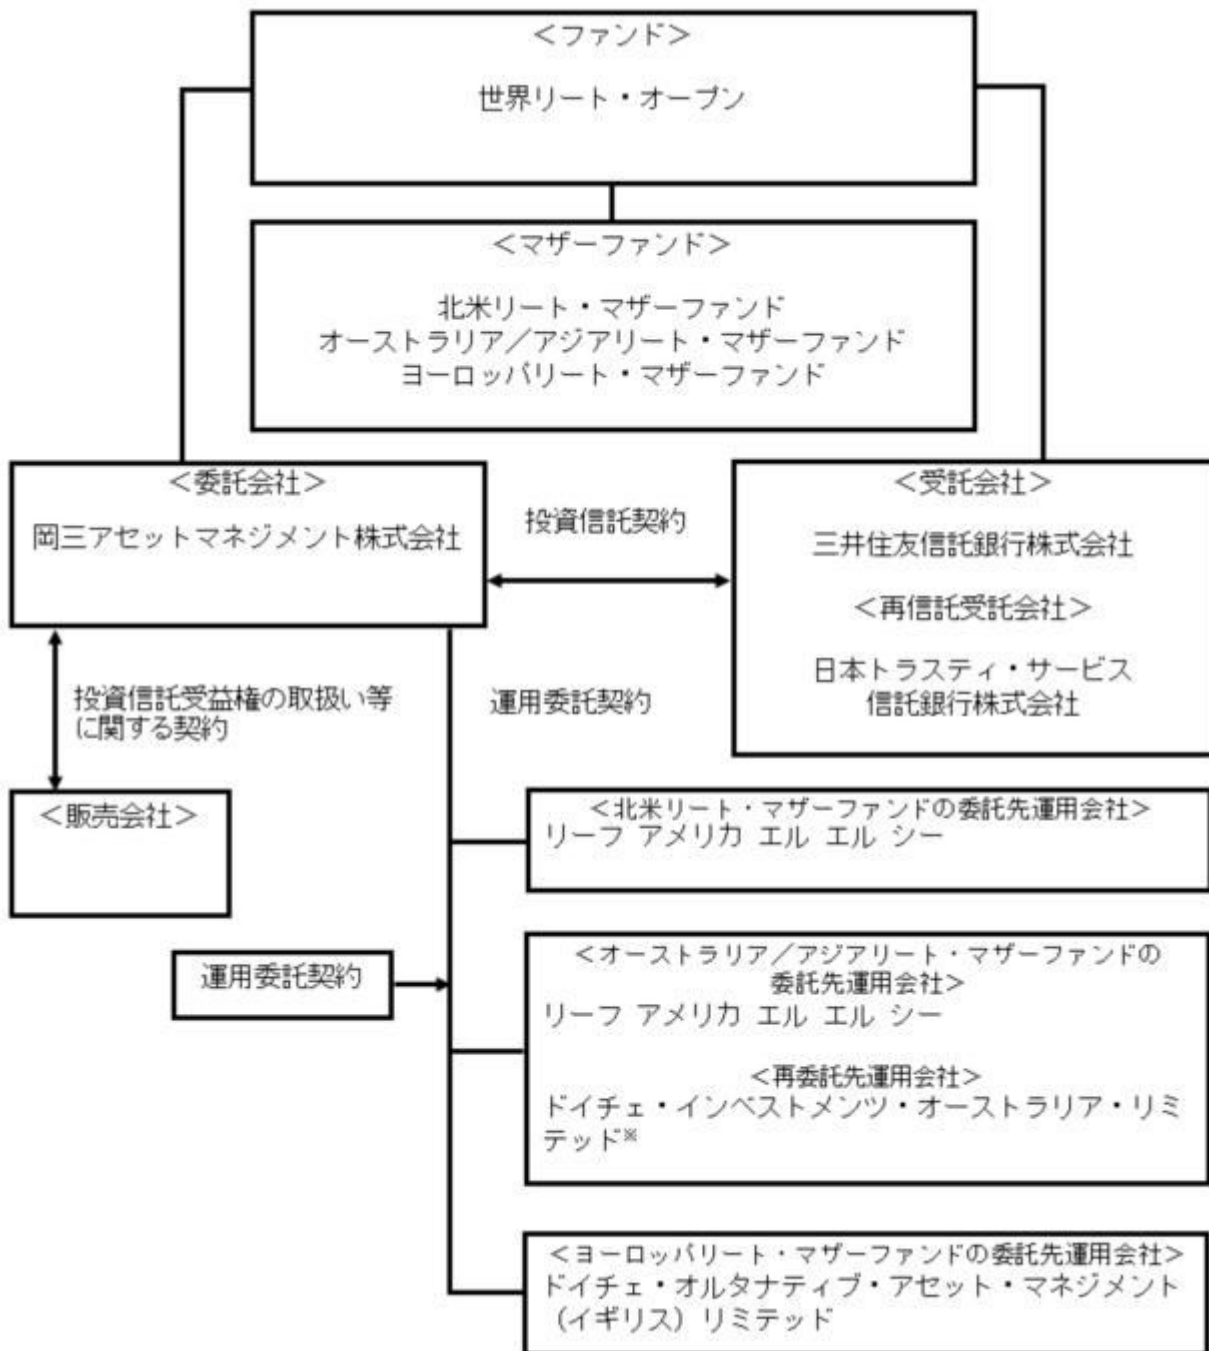 ＜ファンド＞
世界リート・オープン
＜マザーファンド＞
北米リート・マザーファンド
オーストラリア／アジアリート・マザーファンド
ヨーロッパリート・マザーファンド
＜委託会社＞
岡三アセットマネジメント株式会社
投資信託契約
＜受託会社＞
三井住友信託銀行株式会社
＜再信託受託会社＞
日本トラスティ・サービス
信託銀行株式会社
投資信託受益権の取扱い等
に関する契約
運用委託契約
＜販売会社＞
＜北米リート・マザーファンドの委託先運用会社＞
リーフ アメリカ エル エル シー
運用委託契約
＜オーストラリア／アジアリート・マザーファンドの
委託先運用会社＞
リーフ アメリカ エル エル シー
＜再委託先運用会社＞
ドイチェ・インベストメンツ・オーストラリア・リミ
テッド※
＜ヨーロッパリート・マザーファンドの委託先運用会社＞
ドイチェ・オルタナティブ・アセット・マネジメント
（イギリス）リミテッド